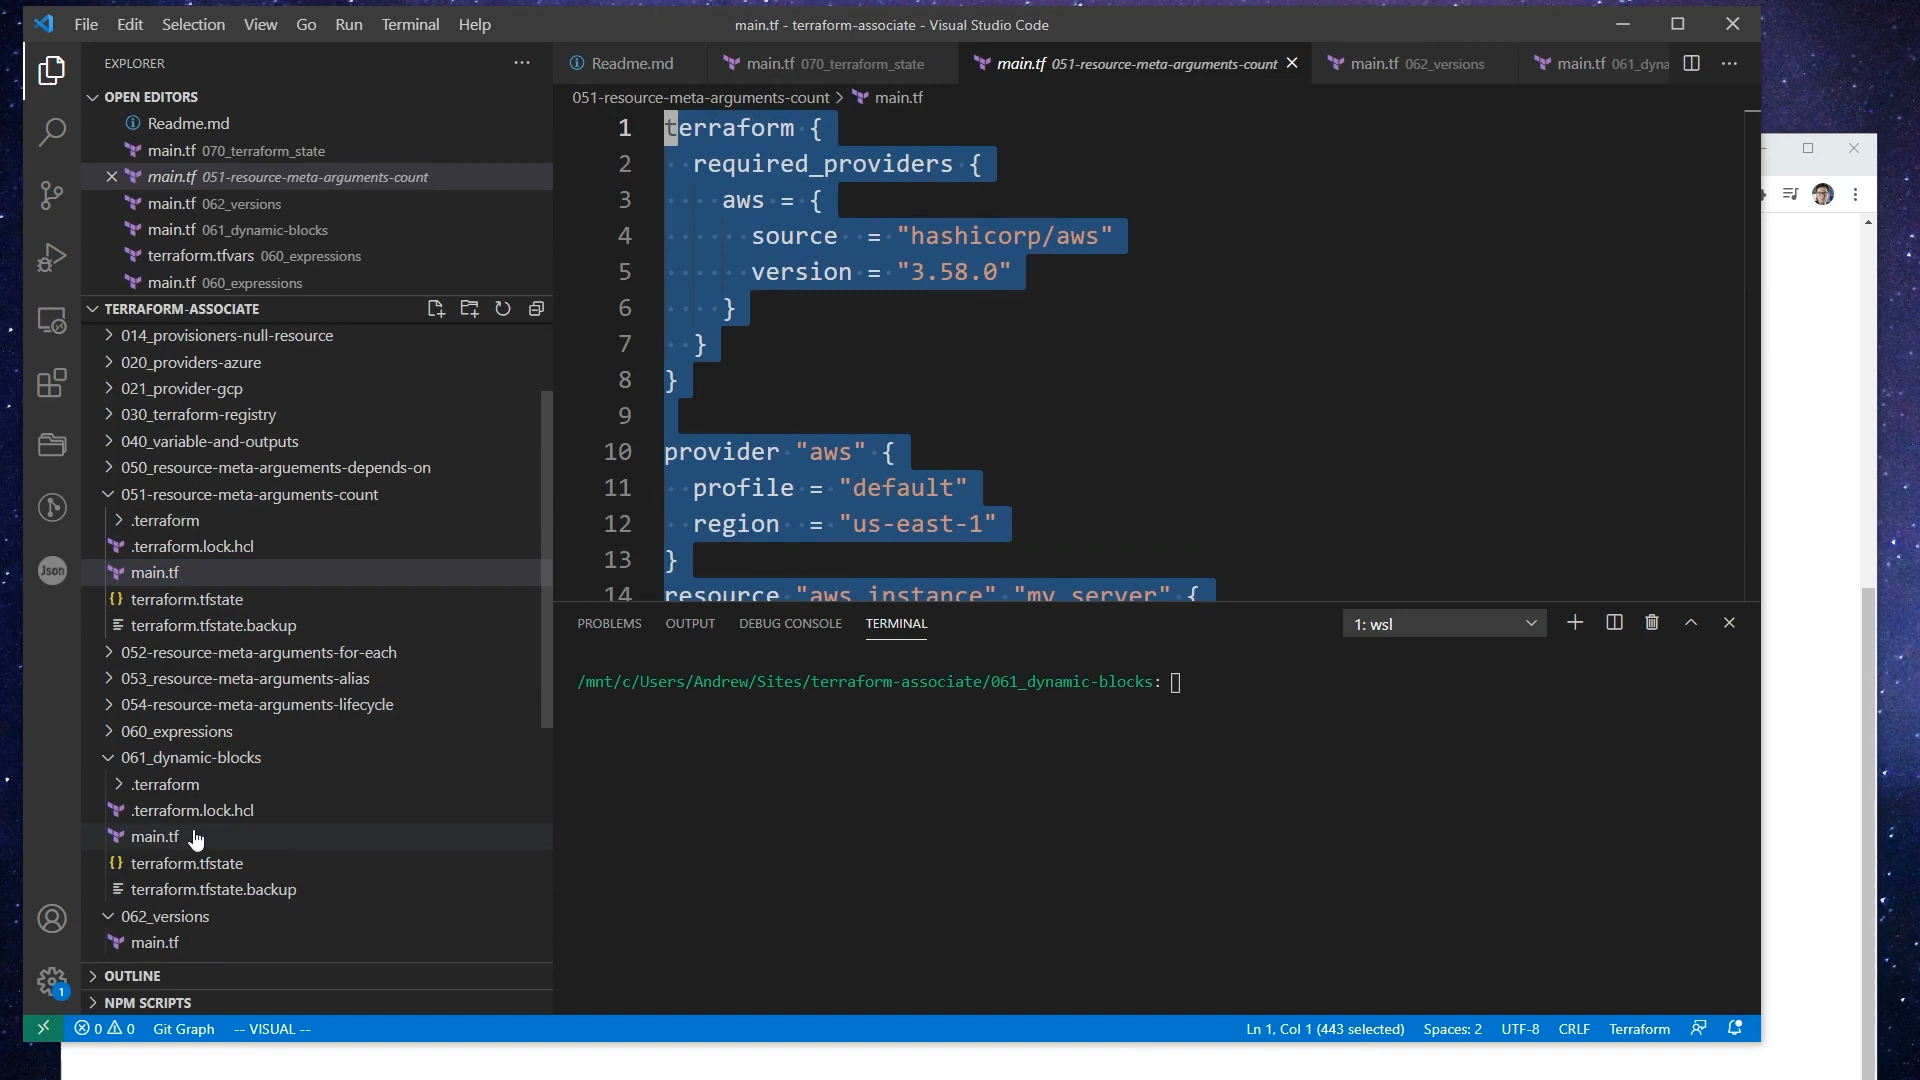 File Edit Selection View Go Run Terminal Help
main.tf - terraform-associate - Visual Studio Code
EXPLORER
Readme.md
main.tf 070_terraform_state
main.tf 051-resource-meta-arguments-count
main.tf 062_versions
main.tf 061_dyna
051-resource-meta-arguments-count > main.tf
OPEN EDITORS
Readme.md
main.tf 070_terraform_state
main.tf 051-resource-meta-arguments-count
main.tf 062_versions
main.tf 061_dynamic-blocks
terraform.tfvars 060_expressions
main.tf 060_expressions
TERRAFORM-ASSOCIATE
014_provisioners-null-resource
020_providers-azure
021_provider-gcp
030_terraform-registry
040_variable-and-outputs
050_resource-meta-arguements-depends-on
051-resource-meta-arguments-count
.terraform
.terraform.lock.hcl
main.tf
terraform.tfstate
terraform.tfstate.backup
052-resource-meta-arguments-for-each
053_resource-meta-arguments-alias
054-resource-meta-arguments-lifecycle
060_expressions
061_dynamic-blocks
.terraform
.terraform.lock.hcl
main.tf
terraform.tfstate
terraform.tfstate.backup
062_versions
main.tf
OUTLINE
NPM SCRIPTS
Json
1
1 terraform {
2 required_providers {
3 aws = {
4 source = "hashicorp/aws"
5 version = "3.58.0"
6 }
7 }
8 }
9
10 provider "aws" {
11 profile = "default"
12 region = "us-east-1"
13 }
14 resource "aws_instance" "my_server" {
PROBLEMS OUTPUT DEBUG CONSOLE TERMINAL
1: wsl
/mnt/c/Users/Andrew/Sites/terraform-associate/061_dynamic-blocks:
0 0 Git Graph -- VISUAL --
Ln 1, Col 1 (443 selected) Spaces: 2 UTF-8 CRLF Terraform